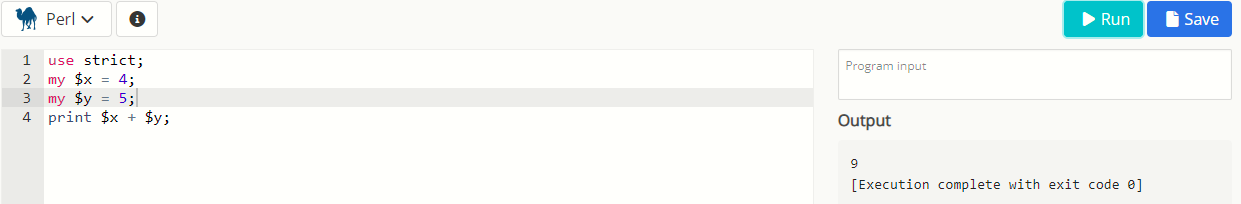 Perl
Run
Save
1 use strict;
2 my $x = 4;
3 my $y = 5;
4 print $x + $y;
Program input
Output
9
[Execution complete with exit code 0]